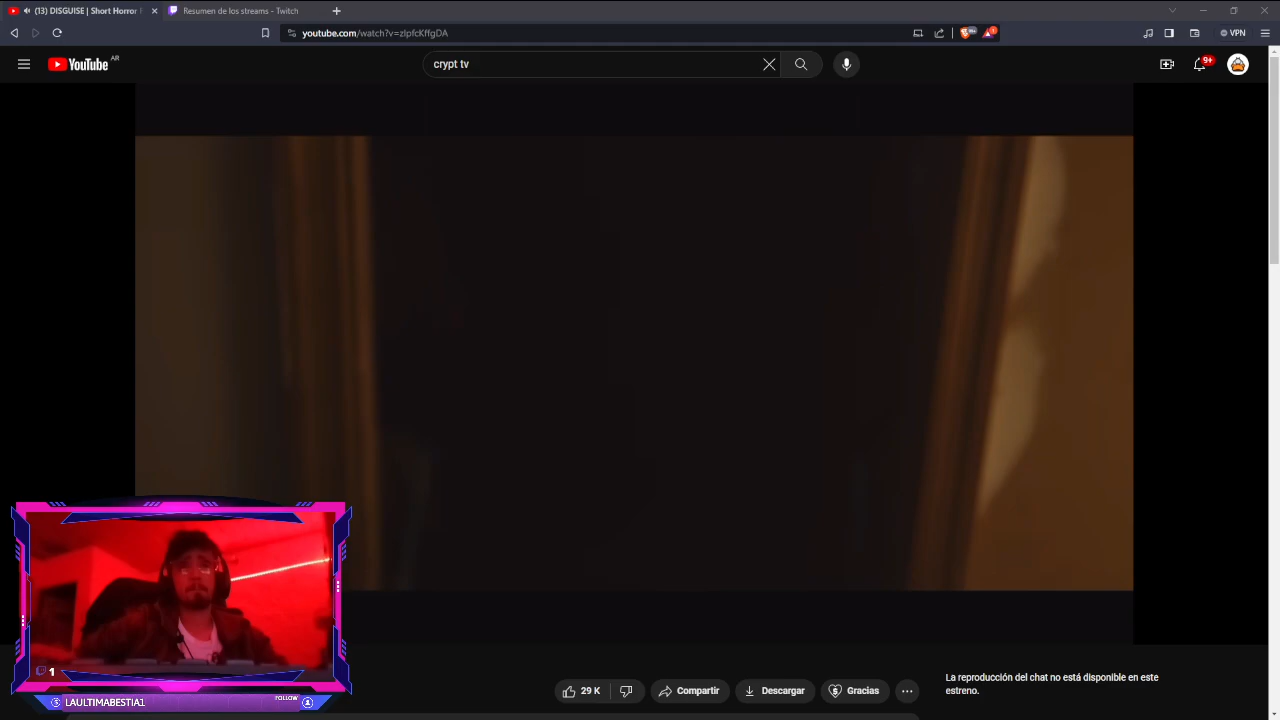 (13) DISGUISE | Short Horror
Resumen de los streams - Twitch
youtube.com/watch?v=zIpfcKffgDA
VPN
YouTube AR
crypt tv
9+
29 K
Compartir
Descargar
Gracias
La reproducción del chat no está disponible en este
estreno.
1
LAULTIMABESTIA1
FOLLOW